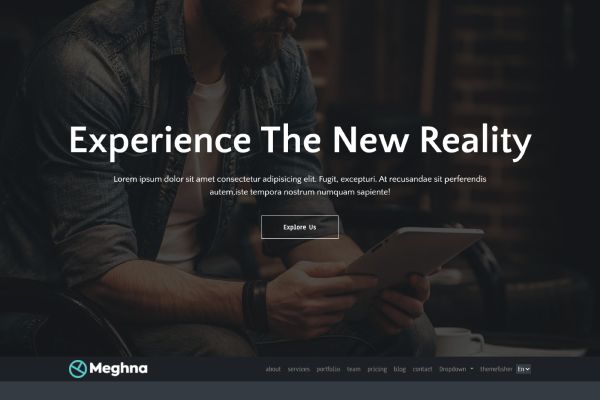 Experience The New Reality
Lorem ipsum dolor sit amet consectetur adipisicing elit. Fugit, excepturi. At recusandae sit perferendis
autem,iste tempora nostrum numquam sapiente!
Explore Us
Meghna about services portfolio team pricing blog contact Dropdown themefisher En